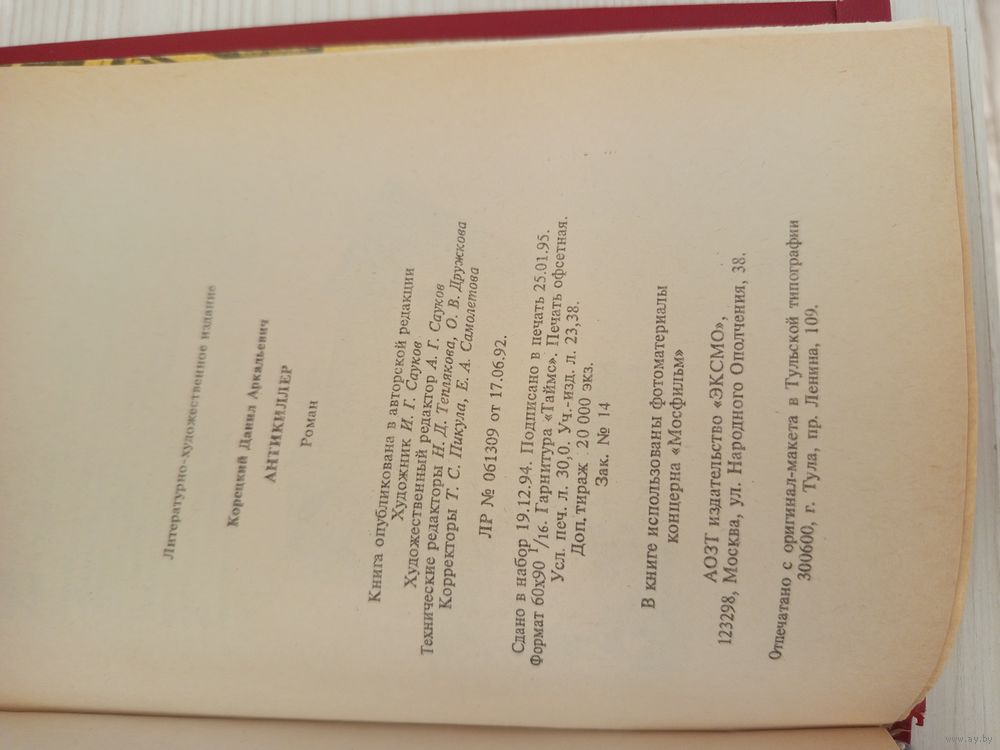 Литературно-художественное издание
Корецкий Данил Аркадьевич
АНТИКИЛЛЕР
Роман
Книга опубликована в авторской редакции
Художник И. Г. Сауков
Художественный редактор А. Г. Сауков
Технические редакторы Н. Д. Теплякова, О. В. Дружкова
Корректоры Т. С. Пикула, Е. А. Самолетова
ЛР № 061309 от 17.06.92.
Сдано в набор 19.12.94. Подписано в печать 25.01.95.
Формат 60х90 1/16. Гарнитура «Таймс». Печать офсетная.
Усл. печ. л. 30,0. Уч.-изд. л. 23,38.
Доп. тираж 20 000 экз.
Зак. № 14
В книге использованы фотоматериалы
концерна «Мосфильм»
АОЗТ издательство «ЭКСМО»,
123298, Москва, ул. Народного Ополчения, 38.
Отпечатано с оригинал-макета в Тульской типографии
300600, г. Тула, пр. Ленина, 109.
www.ay.by